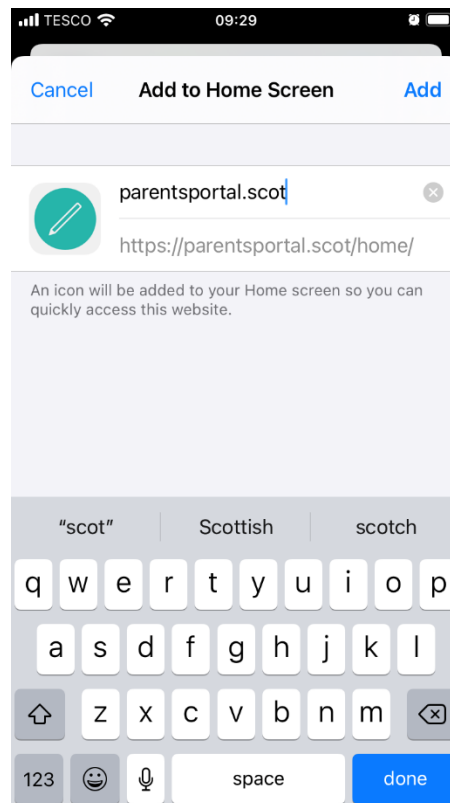 TESCO 09:29
Cancel Add to Home Screen Add
parentsportal.scot
https://parentsportal.scot/home/
An icon will be added to your Home screen so you can
quickly access this website.
“scot” Scottish scotch
q w e r t y u i o p
a s d f g h j k l
z x c v b n m
123 space done